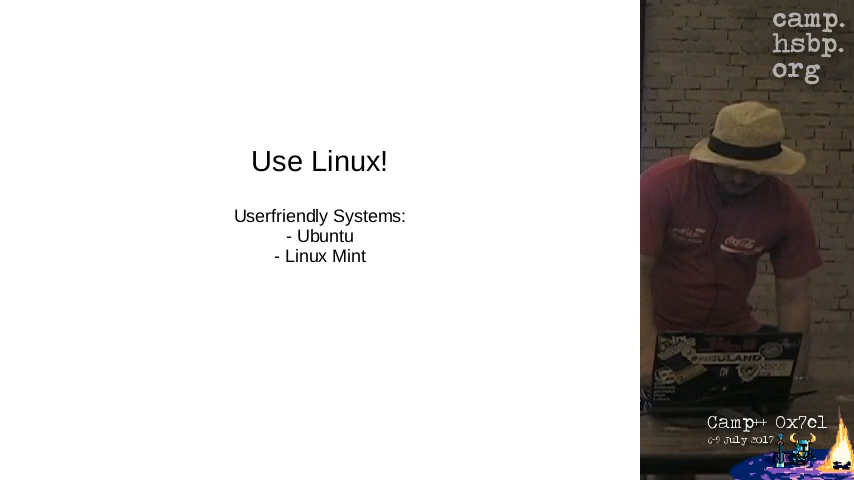 Use Linux!
Userfriendly Systems:
- Ubuntu
- Linux Mint
camp.
hsbp.
org
Coca-Cola
Camp++ 0x7e1
6-9 July 2017